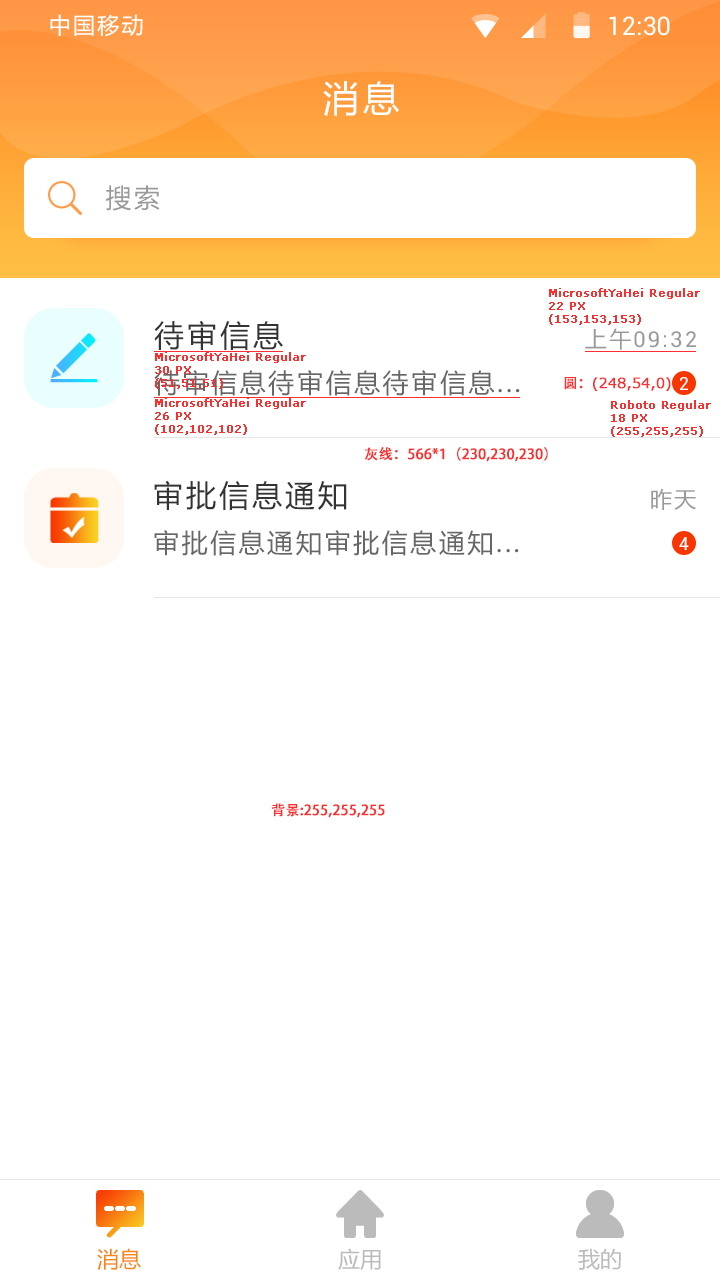 中国移动 12:30
消息
搜索
MicrosoftYaHei Regular
22 PX
(153,153,153)
待审信息 上午09:32
MicrosoftYaHei Regular
30 PX
(51,51,51)
待审信息待审信息待审信息... 圆：(248,54,0) 2
MicrosoftYaHei Regular
26 PX
(102,102,102)
Roboto Regular
18 PX
(255,255,255)
灰线：566*1（230,230,230）
审批信息通知 昨天
审批信息通知审批信息通知... 4
背景:255,255,255
消息 应用 我的